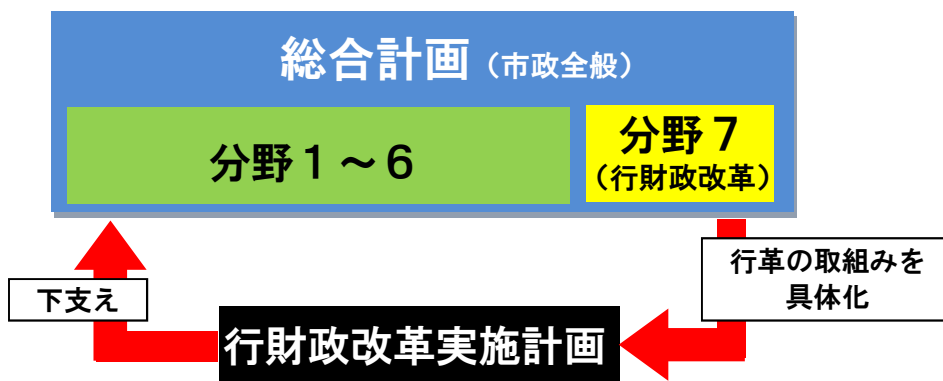 総合計画（市政全般）
分野１～６
分野７
（行財政改革）
行革の取組みを
具体化
下支え
行財政改革実施計画